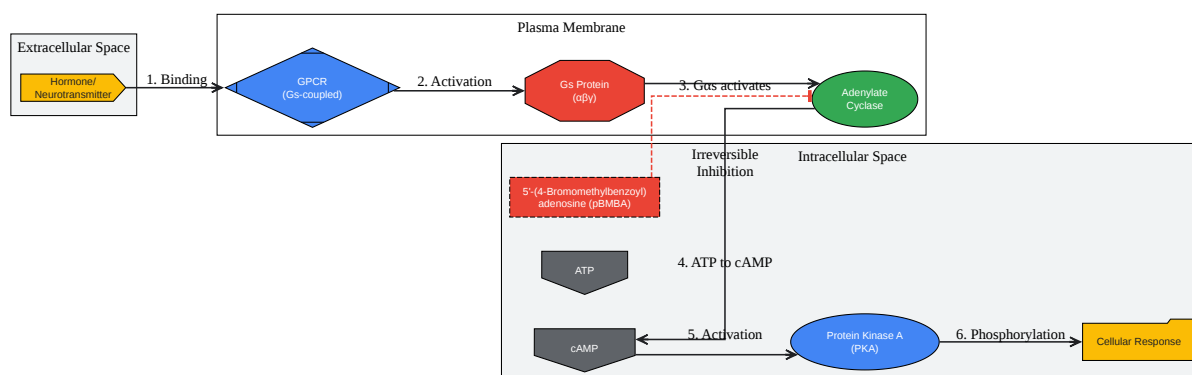 Plasma Membrane
Extracellular Space
Hormone/
Neurotransmitter
1. Binding
GPCR
(Gs-coupled)
2. Activation
Gs Protein
(αβγ)
3. Gαs activates
Adenylate
Cyclase
Irreversible
Inhibition
Intracellular Space
5'-(4-Bromomethylbenzoyl)
adenosine (pBMBA)
ATP
4. ATP to cAMP
cAMP
5. Activation
Protein Kinase A
(PKA)
6. Phosphorylation
Cellular Response